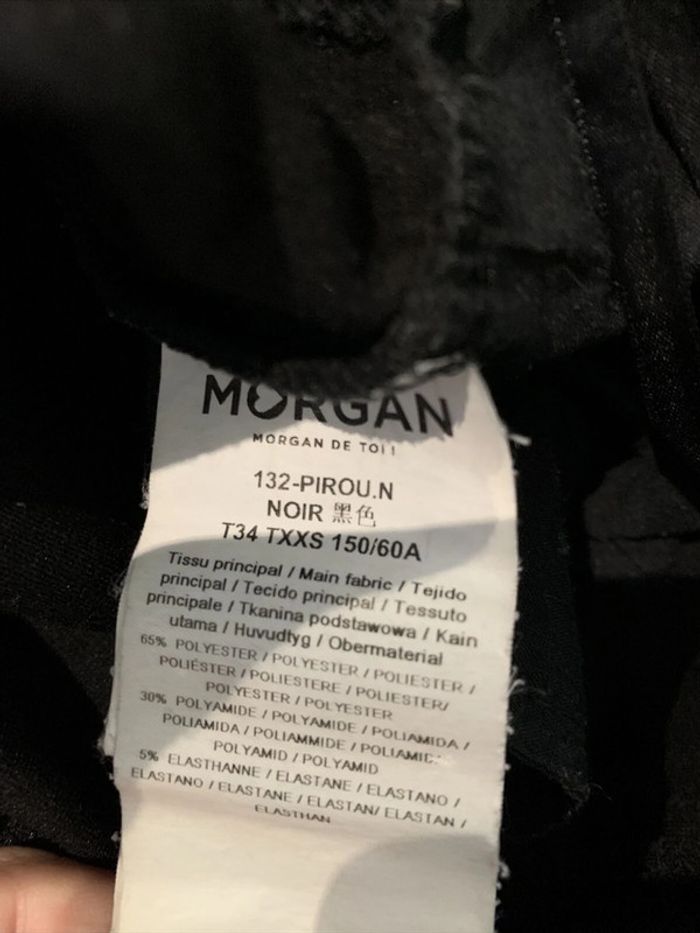 MORGAN
MORGAN DE TOI !
132-PIROU.N
NOIR 黑色
T34 TXXS 150/60A
Tissu principal / Main fabric / Tejido
principal / Tecido principal / Tessuto
principale / Tkanina podstawowa / Kain
utama / Huvudtyg / Obermaterial
65% POLYESTER / POLYESTER / POLIESTER /
POLIÉSTER / POLIESTERE / POLIESTER/
POLYESTER / POLYESTER
30% POLYAMIDE / POLYAMIDE / POLIAMIDA /
POLIAMIDA / POLIAMMIDE / POLIAMID
POLYAMID / POLYAMID
5% ELASTHANNE / ELASTANE / ELASTANO /
ELASTANO / ELASTANE / ELASTAN/ ELASTAN /
ELASTHAN